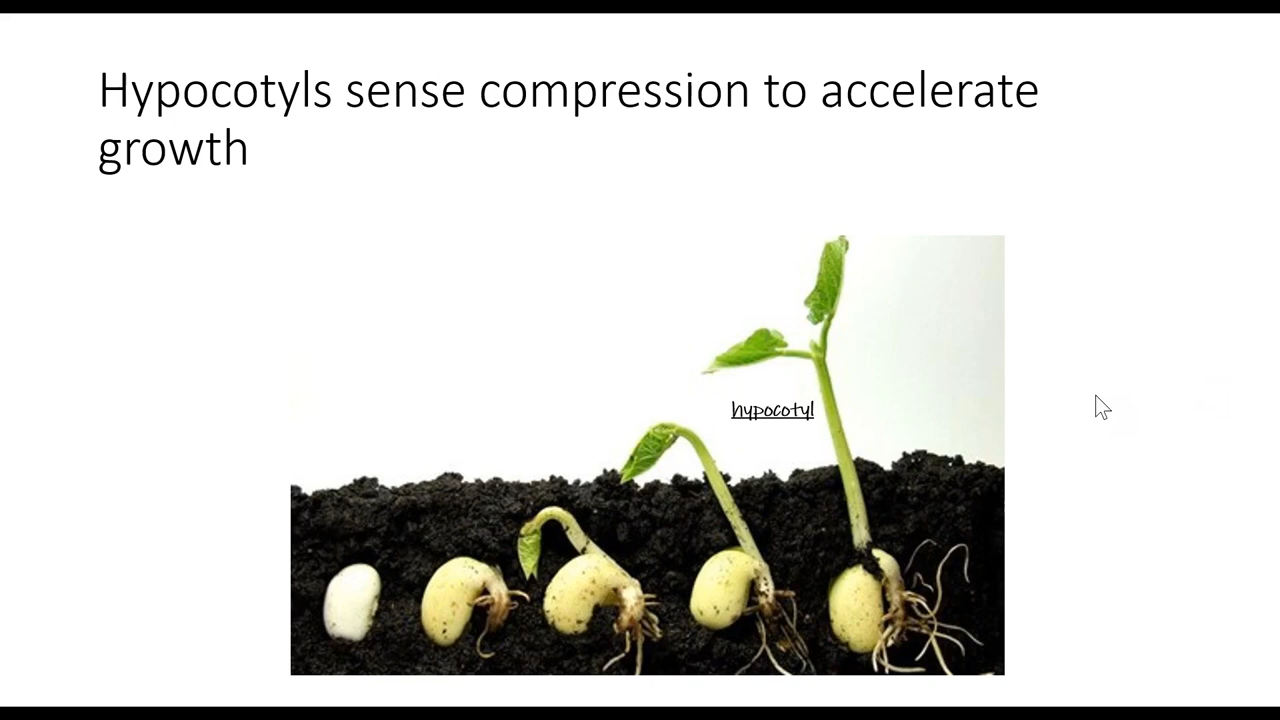 Hypocotyls sense compression to accelerate
growth
hypocotyl